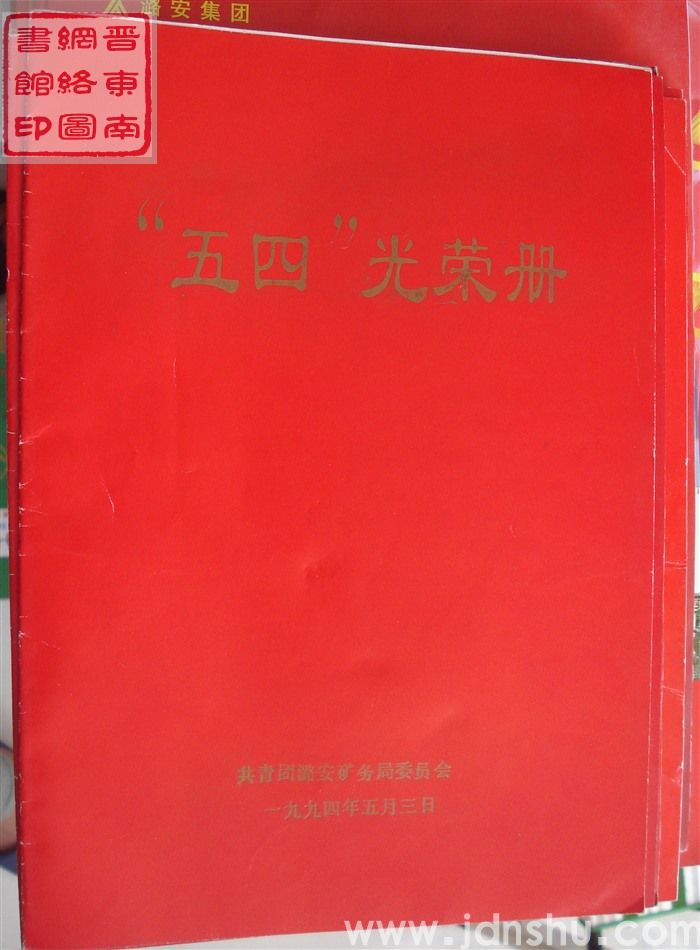 潞安集团
晋東南
網絡圖
書館印
“五四”光荣册
共青团潞安矿务局委员会
一九九四年五月三日
www.jdnshu.com